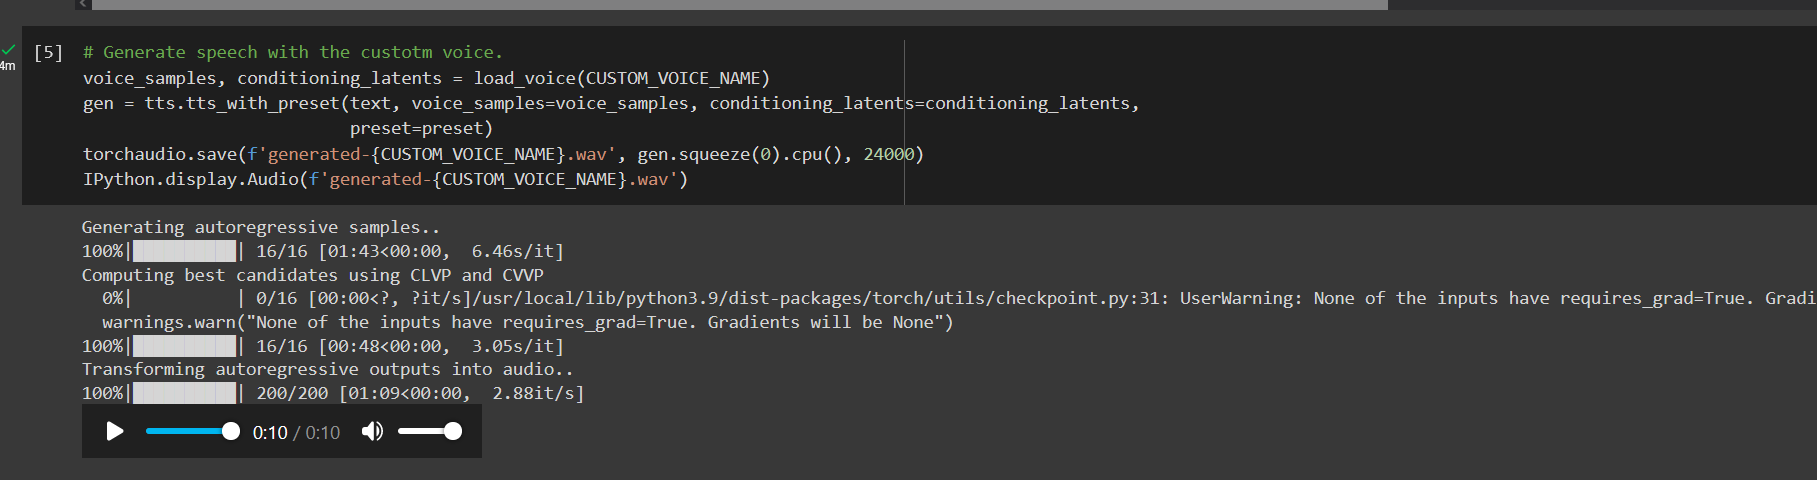 [5] # Generate speech with the custotm voice.
4m voice_samples, conditioning_latents = load_voice(CUSTOM_VOICE_NAME)
gen = tts.tts_with_preset(text, voice_samples=voice_samples, conditioning_latents=conditioning_latents,
preset=preset)
torchaudio.save(f'generated-{CUSTOM_VOICE_NAME}.wav', gen.squeeze(0).cpu(), 24000)
IPython.display.Audio(f'generated-{CUSTOM_VOICE_NAME}.wav')
Generating autoregressive samples..
100%|██████████| 16/16 [01:43<00:00,  6.46s/it]
Computing best candidates using CLVP and CVVP
0%|          | 0/16 [00:00<?, ?it/s]/usr/local/lib/python3.9/dist-packages/torch/utils/checkpoint.py:31: UserWarning: None of the inputs have requires_grad=True. Gradi
warnings.warn("None of the inputs have requires_grad=True. Gradients will be None")
100%|██████████| 16/16 [00:48<00:00,  3.05s/it]
Transforming autoregressive outputs into audio..
100%|██████████| 200/200 [01:09<00:00,  2.88it/s]
0:10 / 0:10